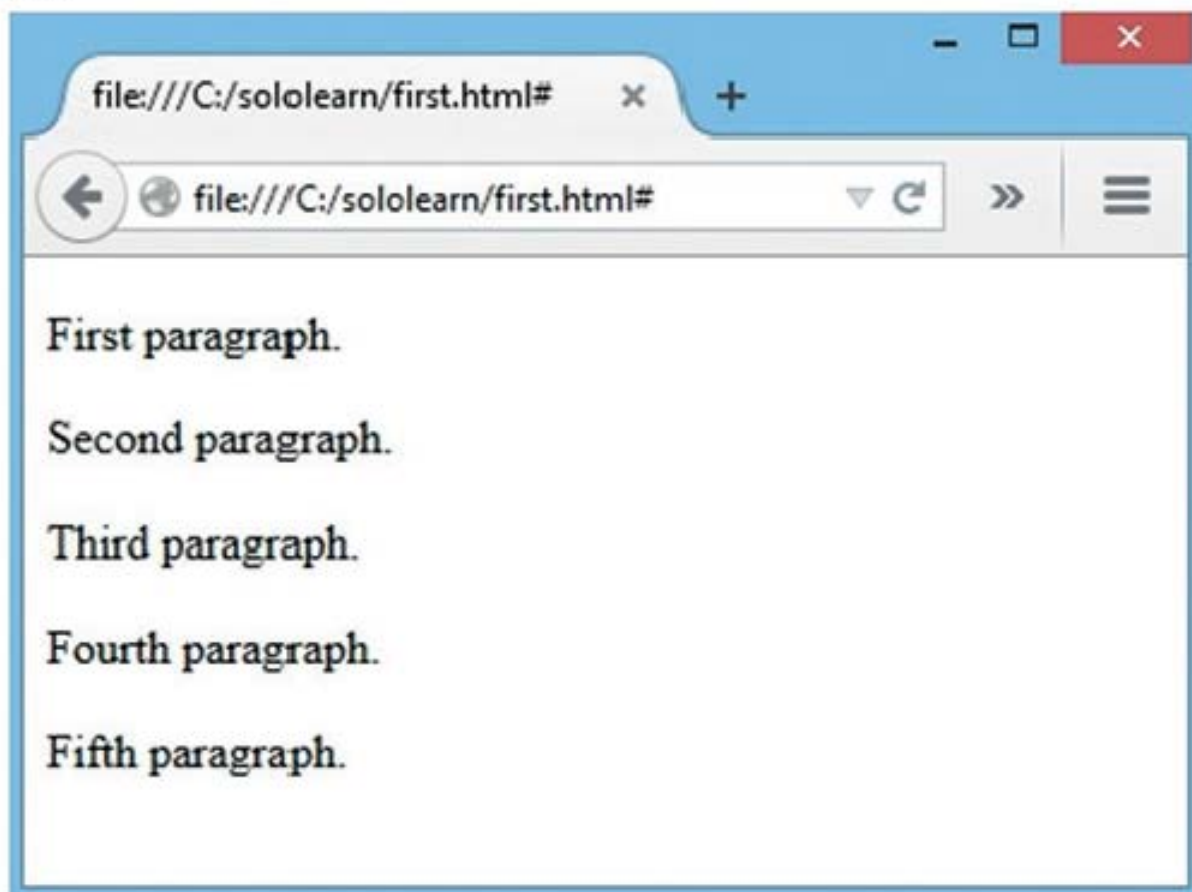 file:///C:/sololearn/first.html#
file:///C:/sololearn/first.html#
First paragraph.
Second paragraph.
Third paragraph.
Fourth paragraph.
Fifth paragraph.